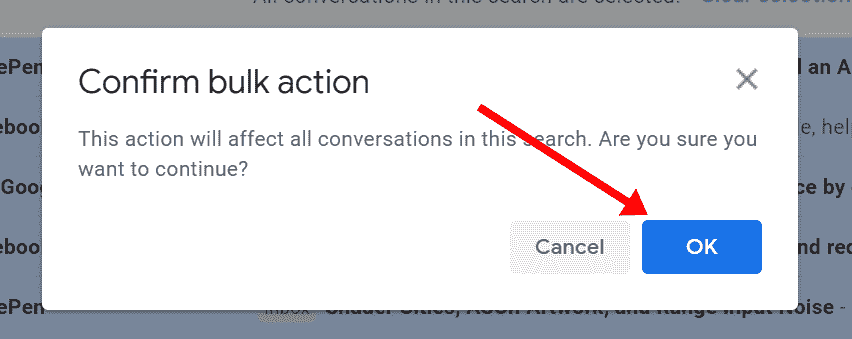 All conversations in this search are selected. Clear selection
ePen
d an A
Confirm bulk action
eboo
e, hel
This action will affect all conversations in this search. Are you sure you
want to continue?
Goo
ce by
eboo
Cancel
OK
nd red
ePen
Inbox
Shader Cities, ASCII Artwork, and Range Input Noise -